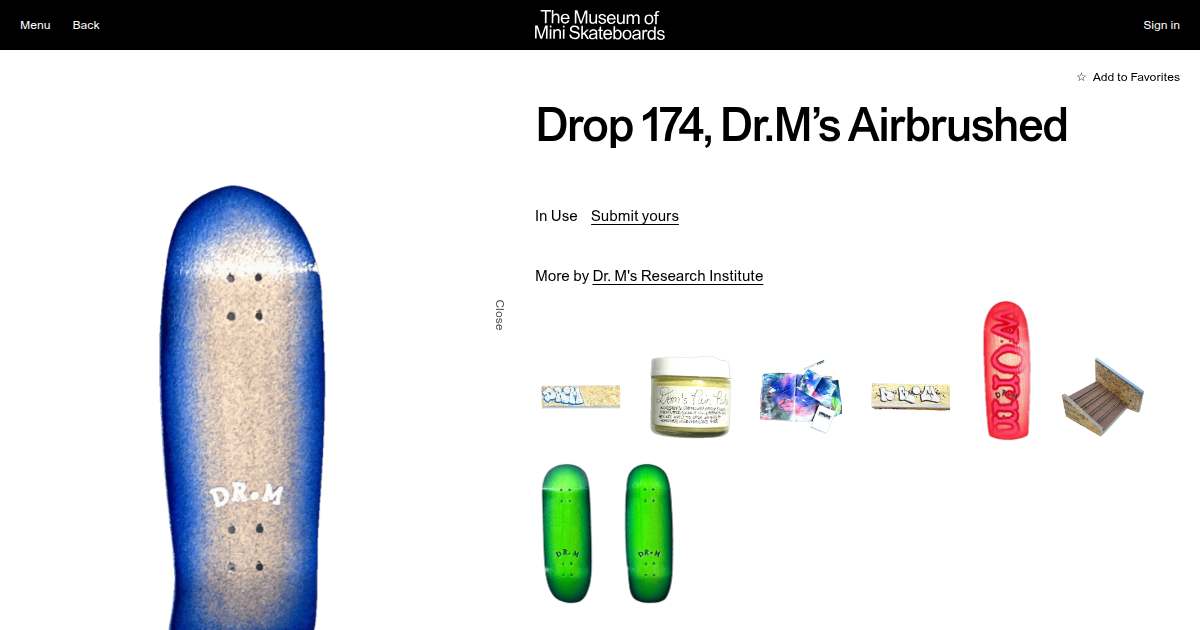 Menu
Back
The Museum of
Mini Skateboards
Sign in
☆ Add to Favorites
Drop 174, Dr.M’s Airbrushed
In Use
Submit yours
More by Dr. M's Research Institute
Close
DR.M
DR.M
DR.M